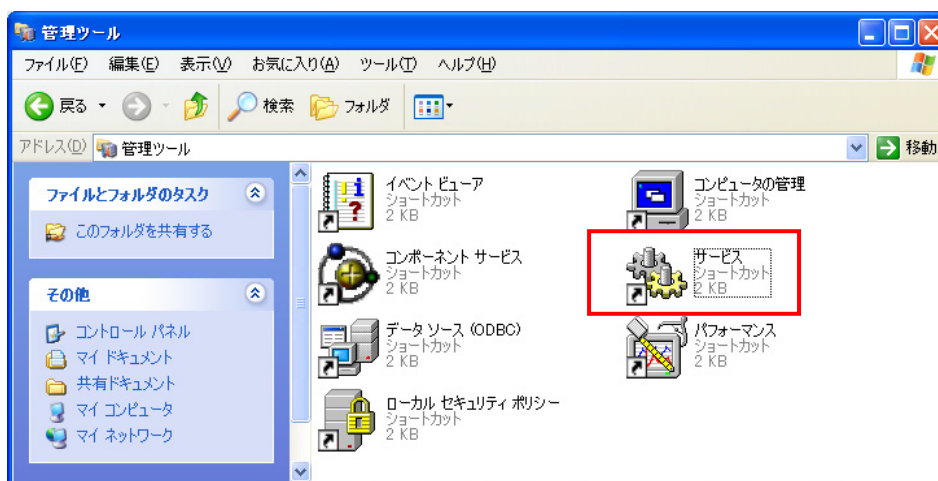 管理ツール
ファイル(F) 編集(E) 表示(V) お気に入り(A) ツール(T) ヘルプ(H)
戻る 検索 フォルダ
アドレス(D) 管理ツール 移動
ファイルとフォルダのタスク
このフォルダを共有する
その他
コントロール パネル
マイ ドキュメント
共有ドキュメント
マイ コンピュータ
マイ ネットワーク
イベント ビューア
ショートカット
2 KB
コンピュータの管理
ショートカット
2 KB
コンポーネント サービス
ショートカット
2 KB
サービス
ショートカット
2 KB
データ ソース (ODBC)
ショートカット
2 KB
パフォーマンス
ショートカット
2 KB
ローカル セキュリティ ポリシー
ショートカット
2 KB